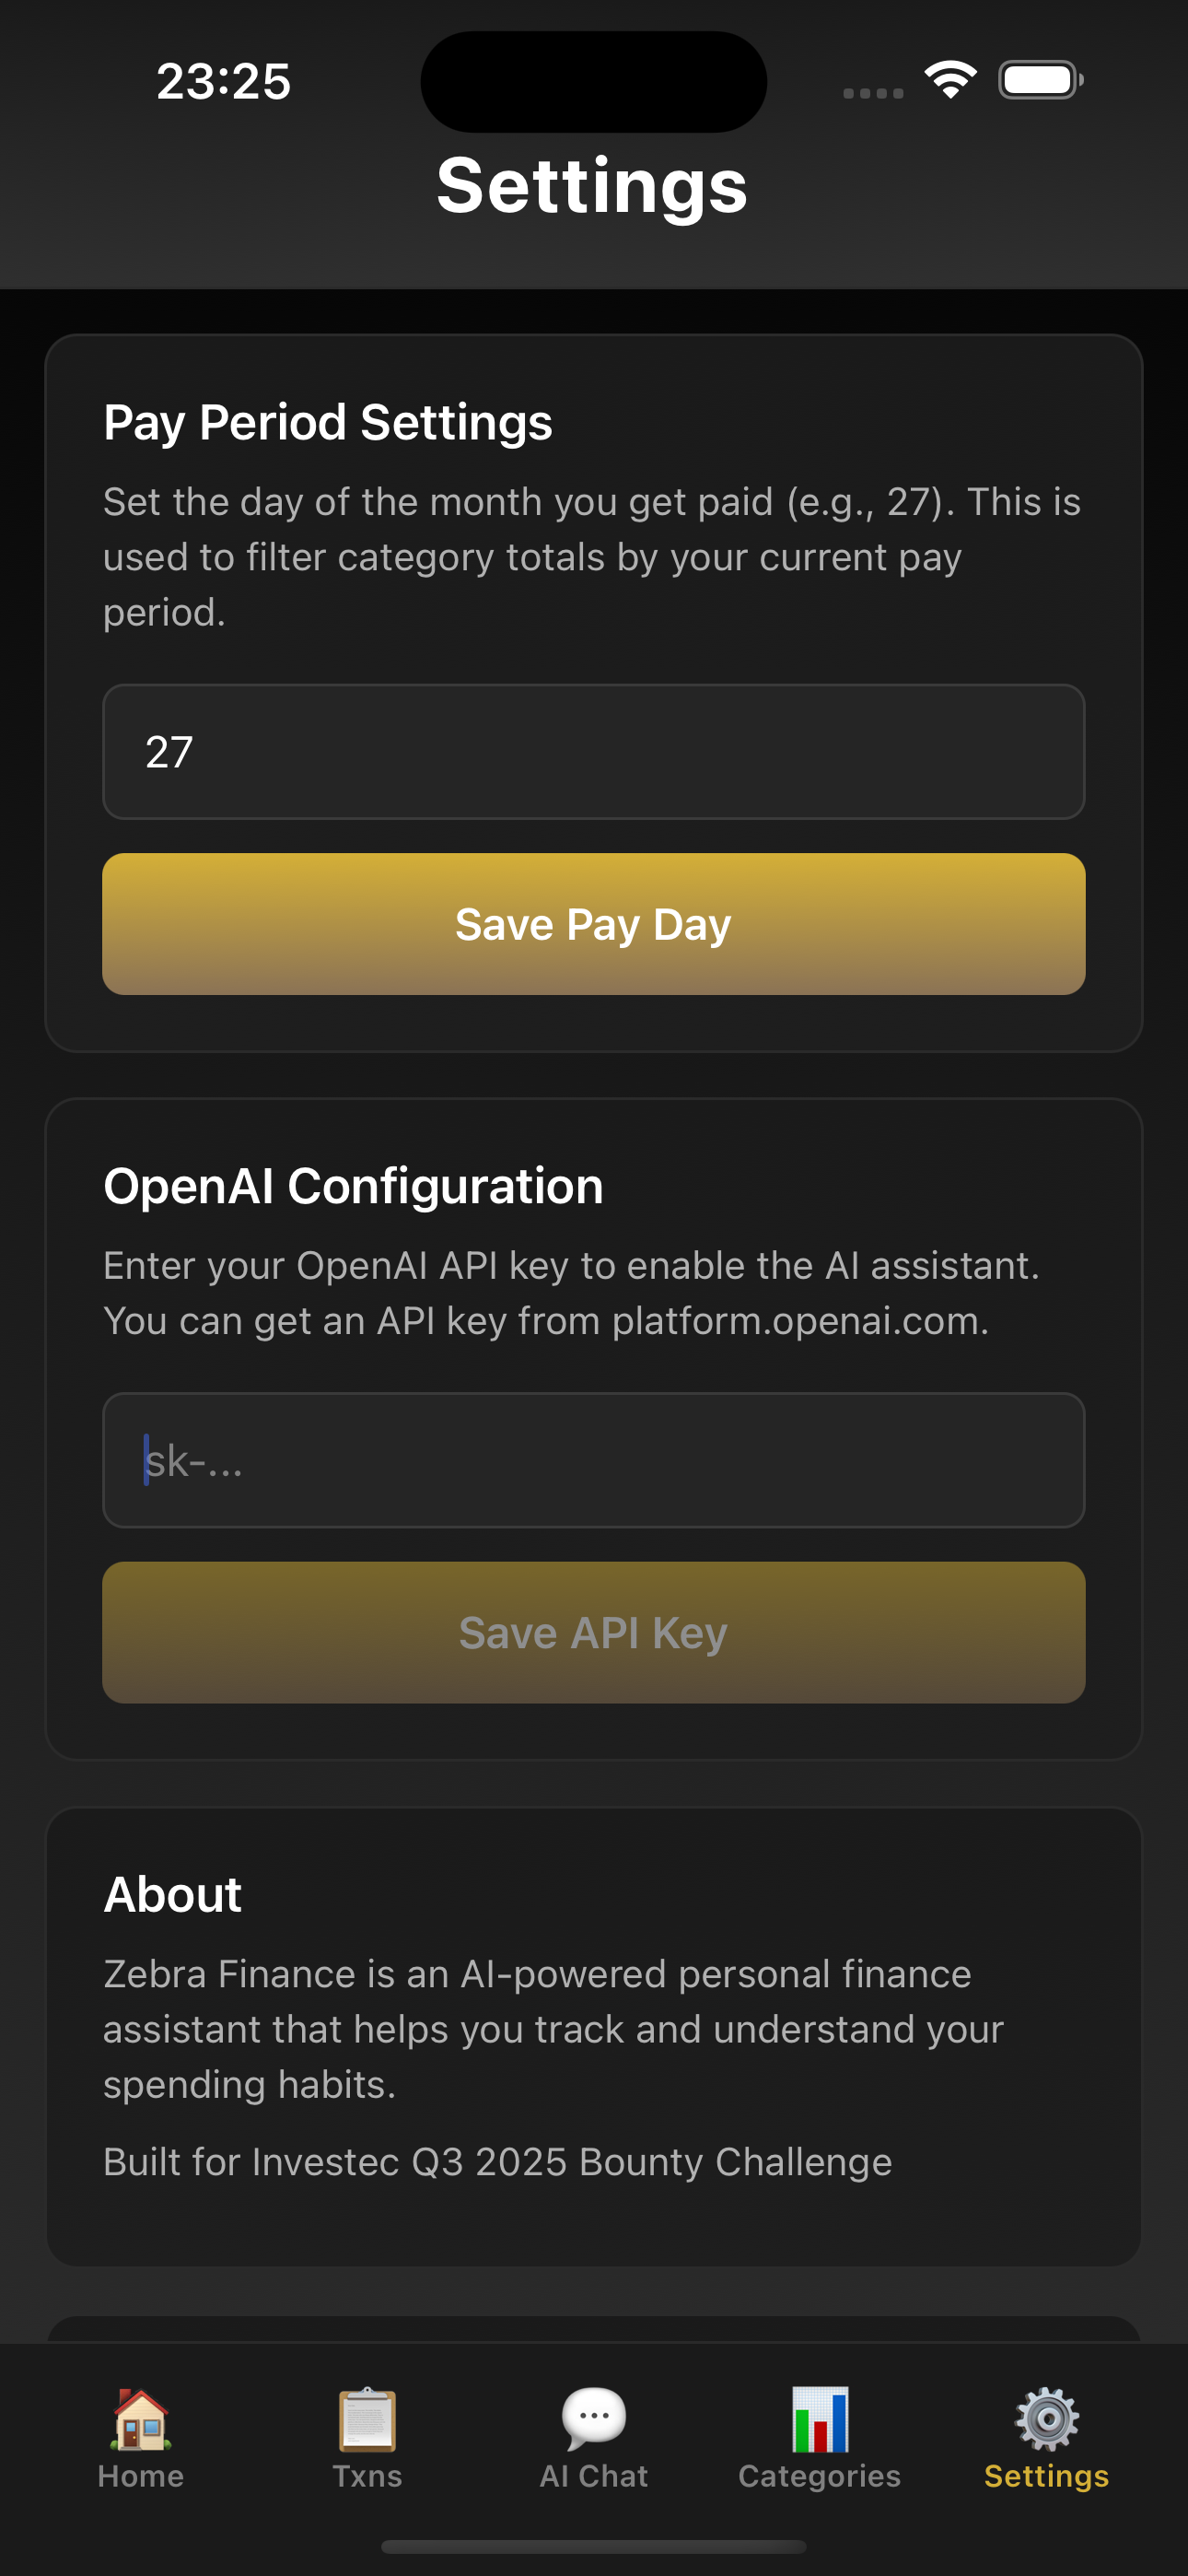 23:25
Settings
Pay Period Settings
Set the day of the month you get paid (e.g., 27). This is
used to filter category totals by your current pay
period.
27
Save Pay Day
OpenAI Configuration
Enter your OpenAI API key to enable the AI assistant.
You can get an API key from platform.openai.com.
sk-...
Save API Key
About
Zebra Finance is an AI-powered personal finance
assistant that helps you track and understand your
spending habits.
Built for Investec Q3 2025 Bounty Challenge
Home
Txns
AI Chat
Categories
Settings